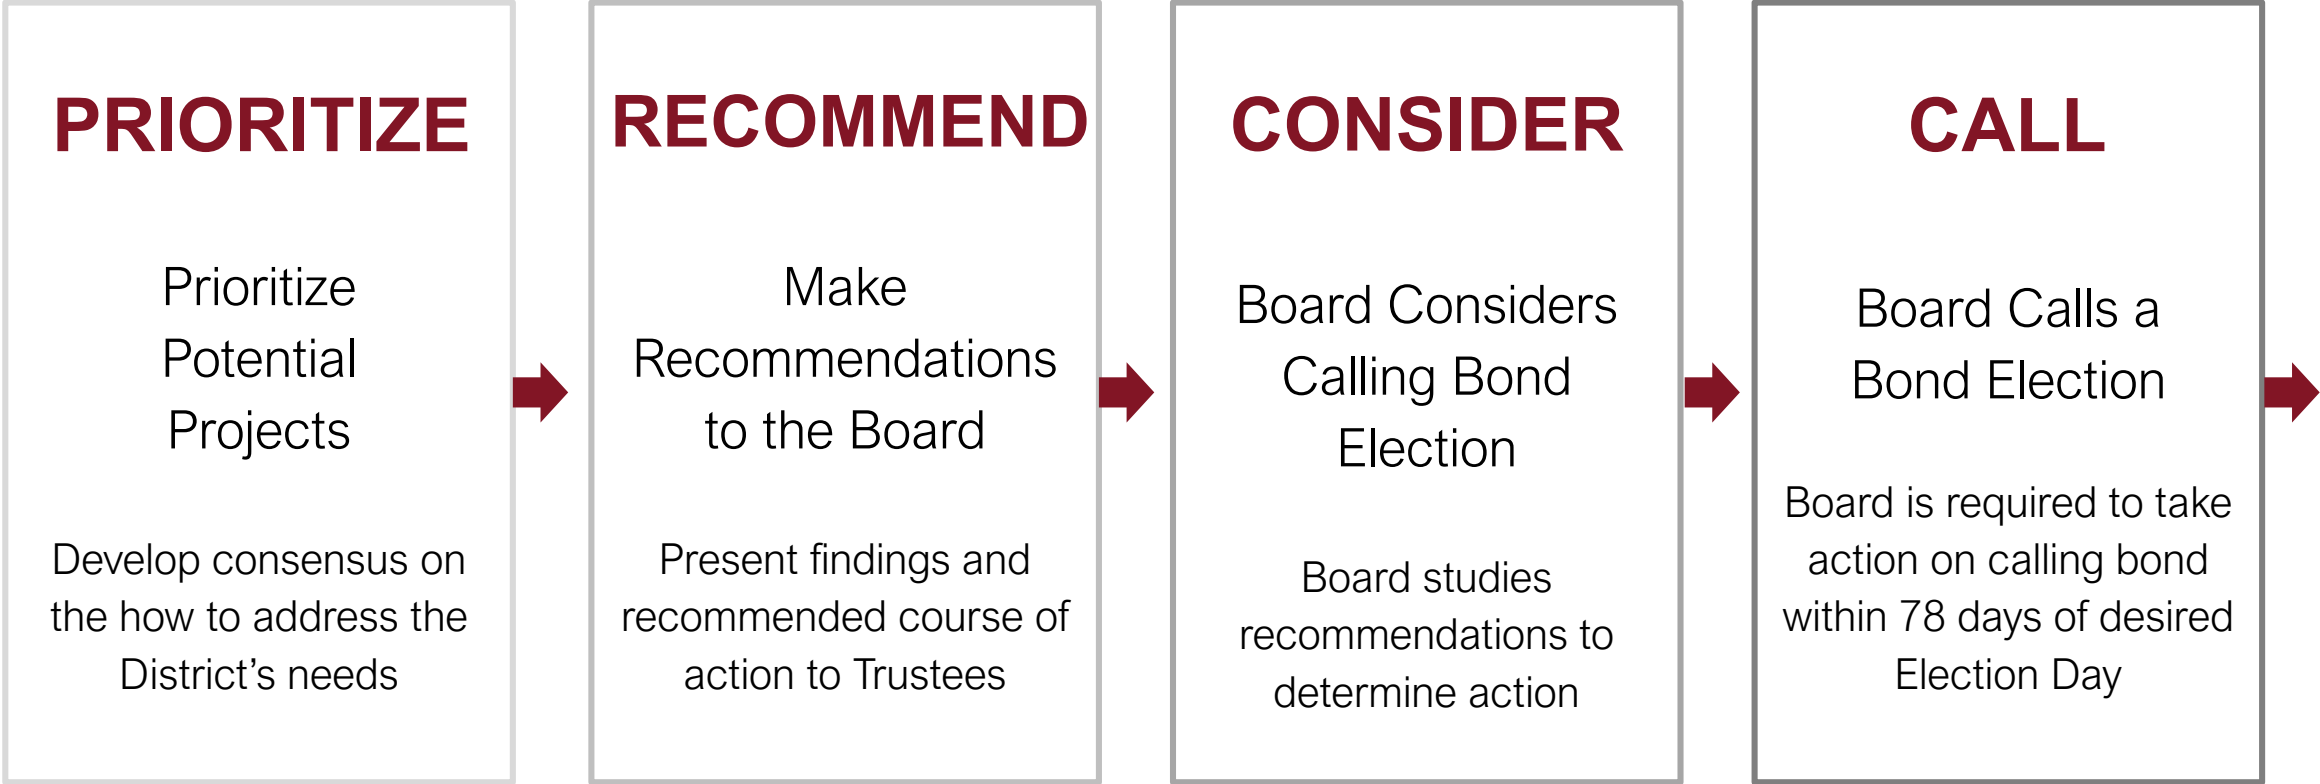 PRIORITIZE
Prioritize
Potential
Projects
Develop consensus on
the how to address the
District’s needs
RECOMMEND
Make
Recommendations
to the Board
Present findings and
recommended course of
action to Trustees
CONSIDER
Board Considers
Calling Bond
Election
Board studies
recommendations to
determine action
CALL
Board Calls a
Bond Election
Board is required to take
action on calling bond
within 78 days of desired
Election Day